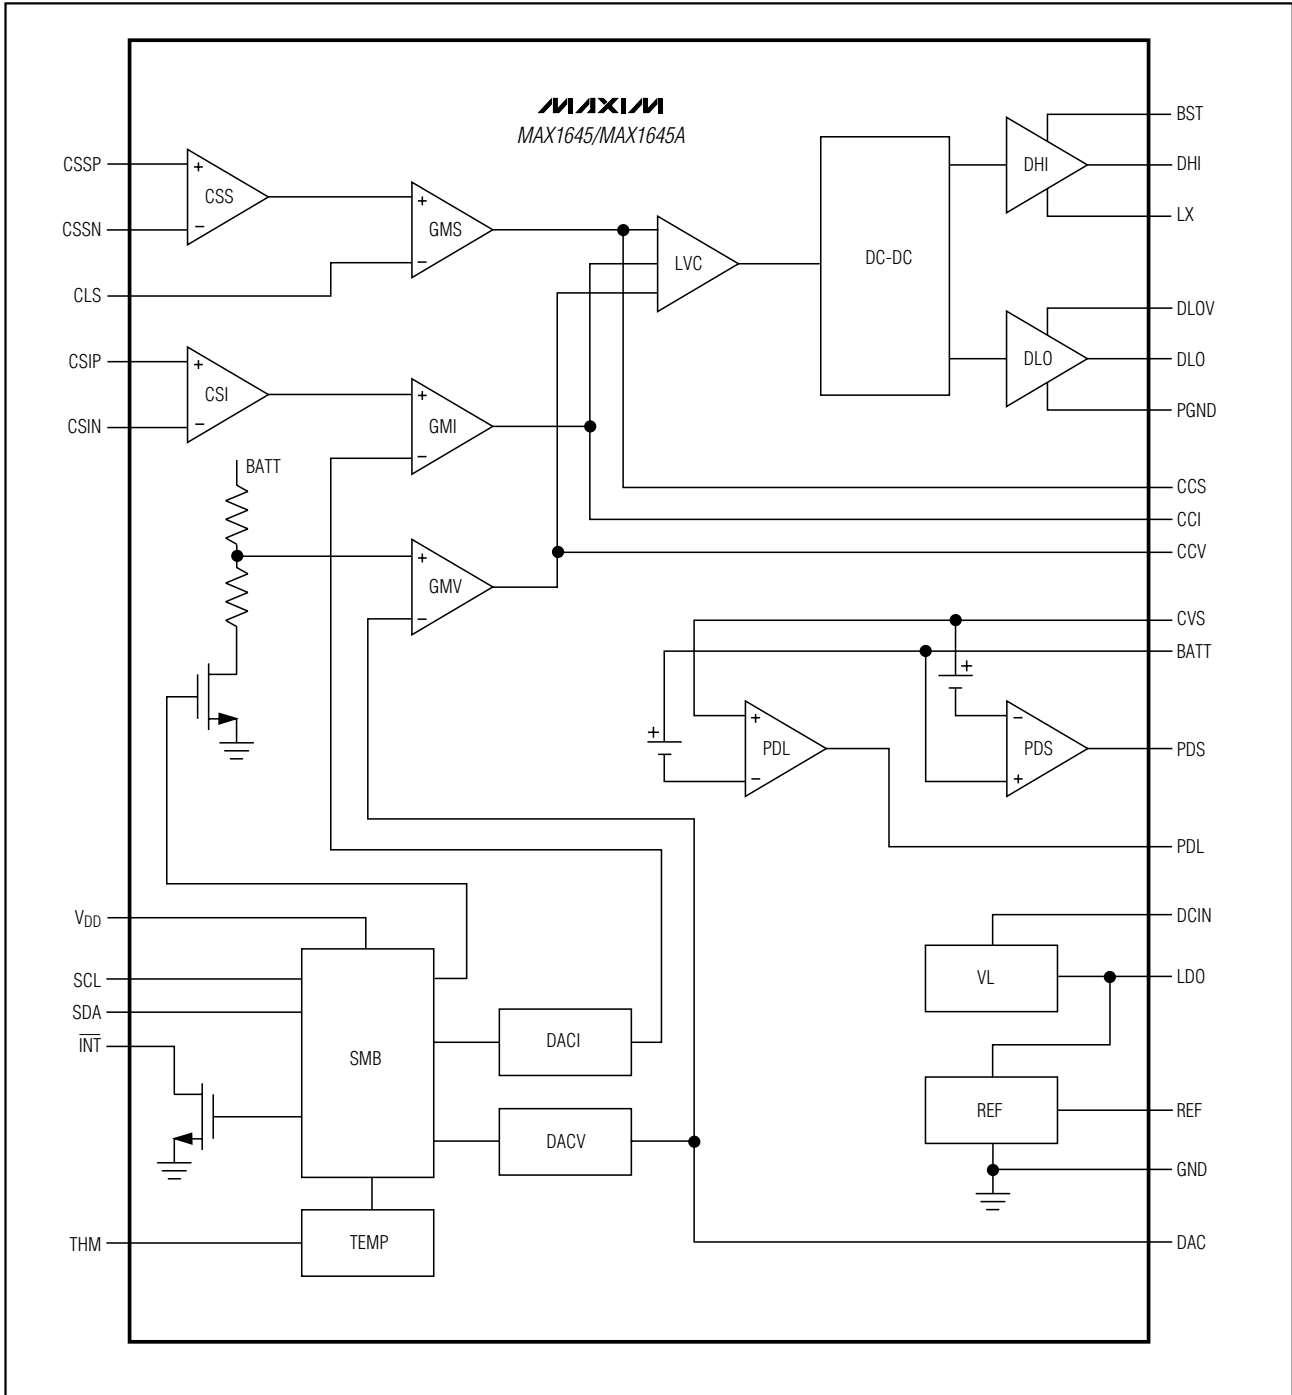 MAXIM
MAX1645/MAX1645A
BST
CSSP
+
CSS
−
DHI
DHI
CSSN
+
GMS
−
LX
LVC
DC-DC
CLS
DLOV
CSIP
+
CSI
−
DLO
DLO
CSIN
+
GMI
−
PGND
BATT
CCS
CCI
CCV
+
GMV
−
CVS
BATT
+
+
PDL
−
+
−
PDS
+
PDS
PDL
VDD
DCIN
SCL
VL
LDO
SDA
INT
SMB
DACI
DACV
REF
REF
GND
THM
TEMP
DAC